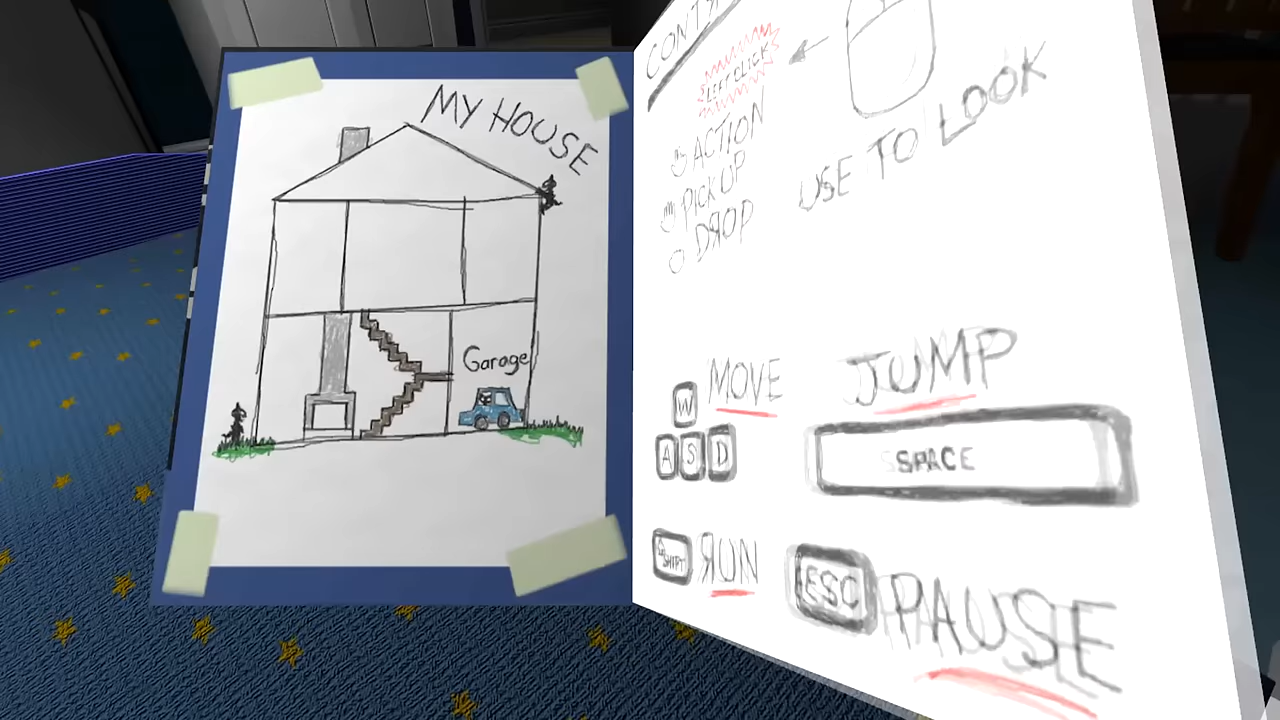 MY HOUSE
Garage
CONTR
LEFT CLICK
ACTION
PICK UP
DROP
USE TO LOOK
W
MOVE
A S D
JUMP
SPACE
SHIFT
RUN
ESC
PAUSE